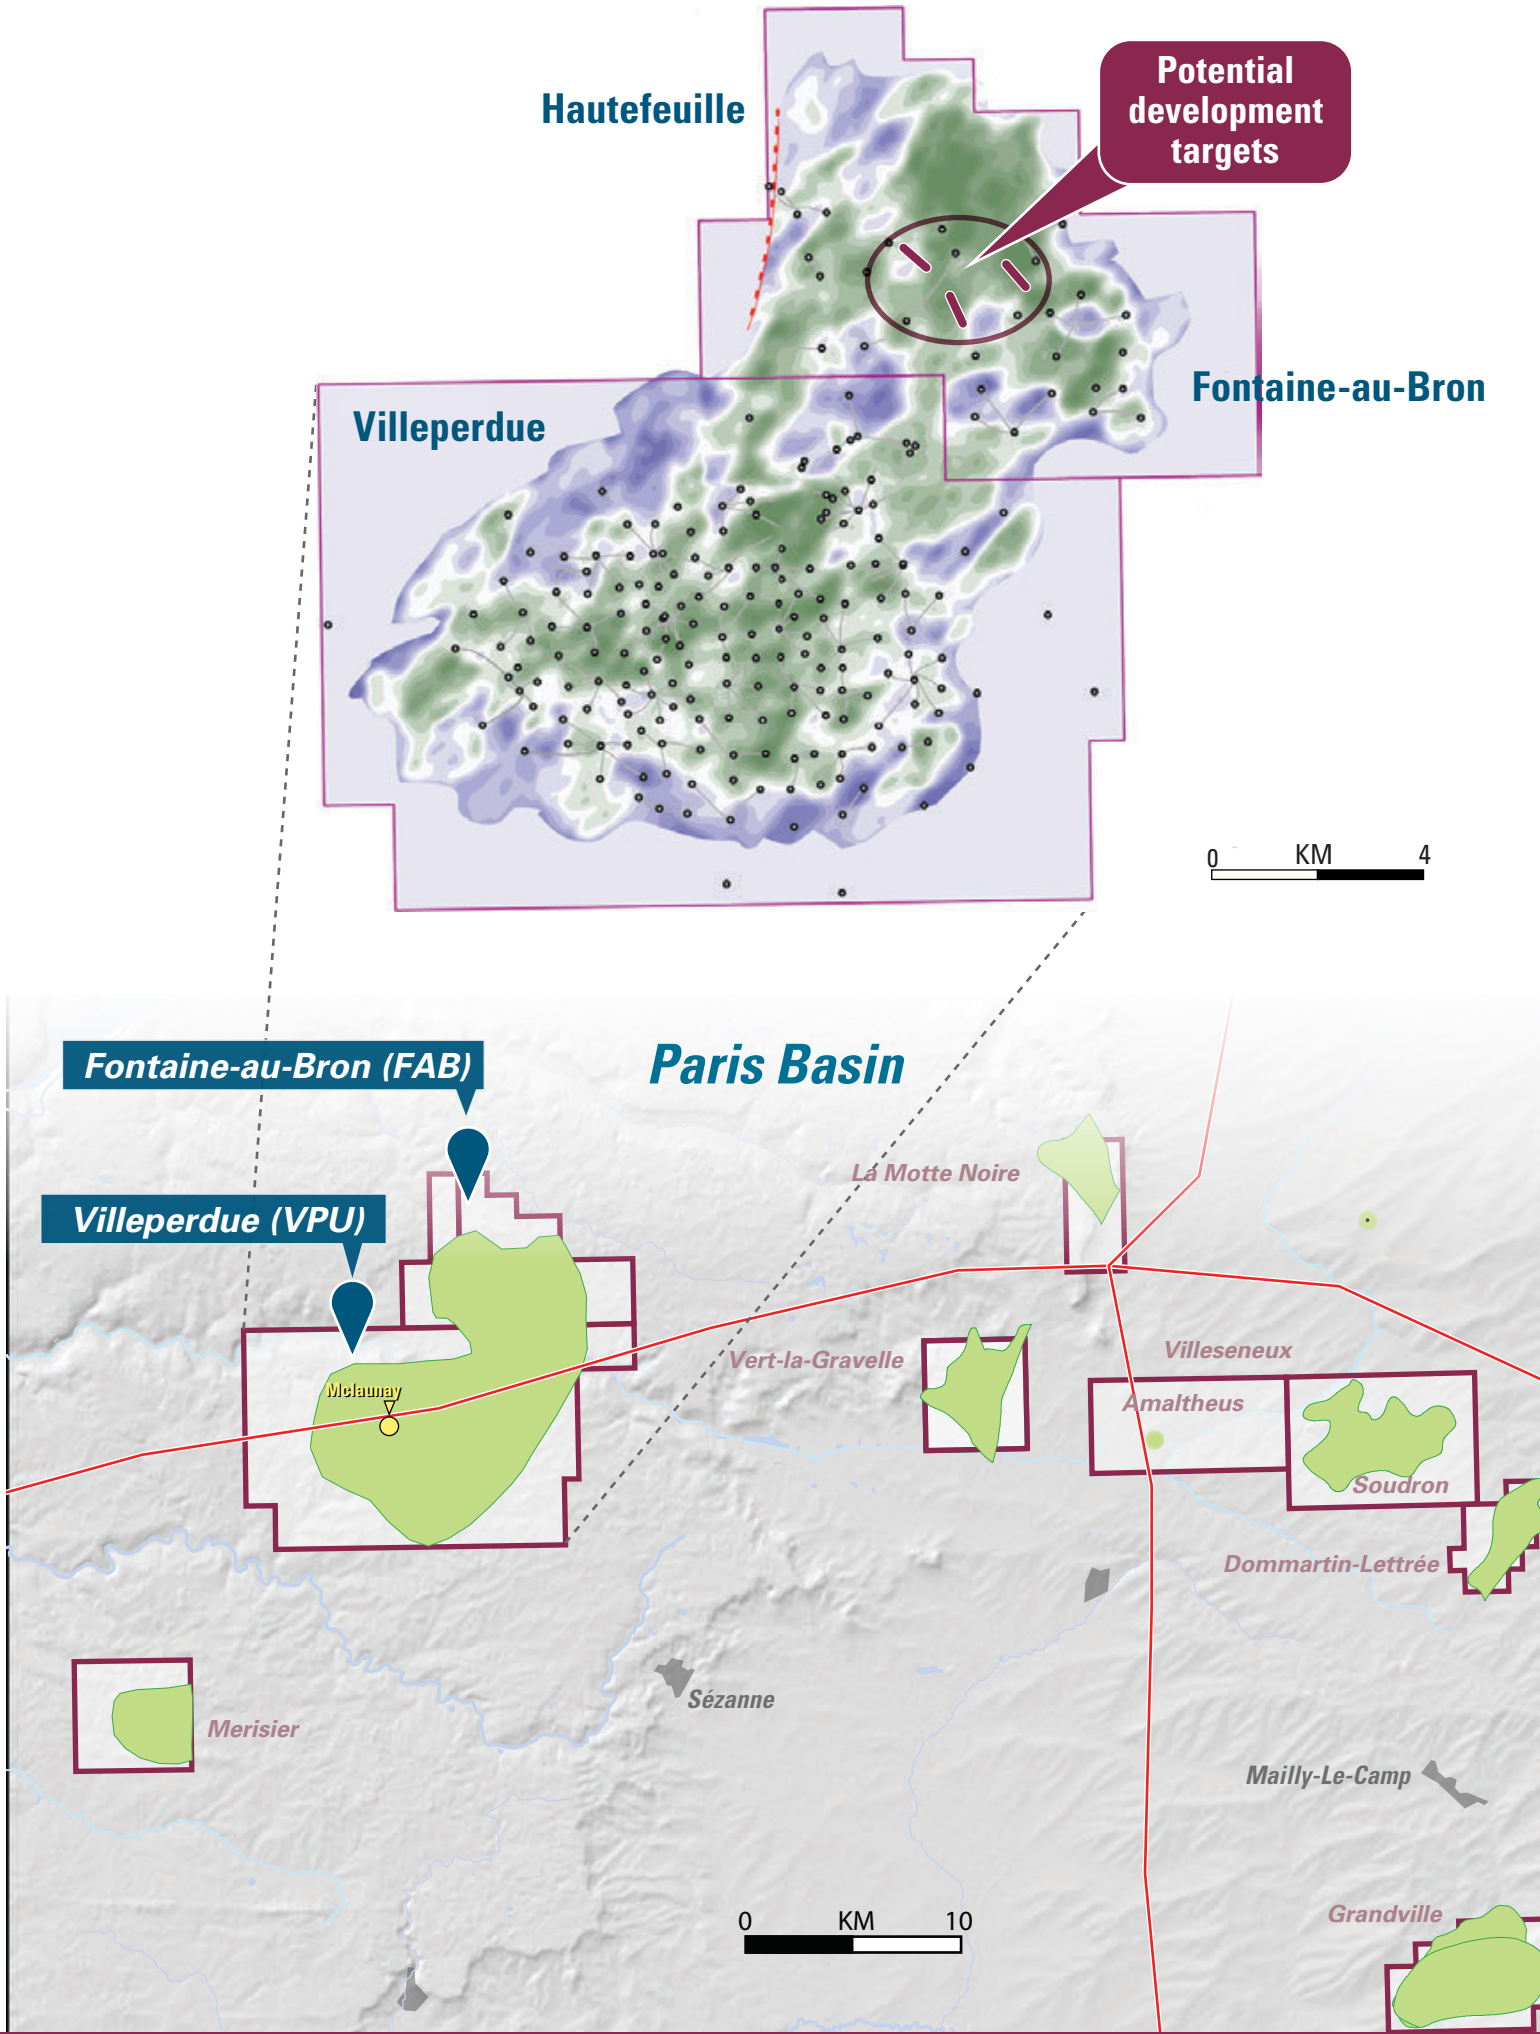 Potential
development
targets
Hautefeuille
Fontaine-au-Bron
Villeperdue
0 KM 4
Fontaine-au-Bron (FAB)
Paris Basin
La Motte Noire
Villeperdue (VPU)
Vert-la-Gravelle
Villeseneux
Mclaunay
Amaltheus
Soudron
Dommartin-Lettrée
Sézanne
Merisier
Mailly-Le-Camp
0 KM 10
Grandville